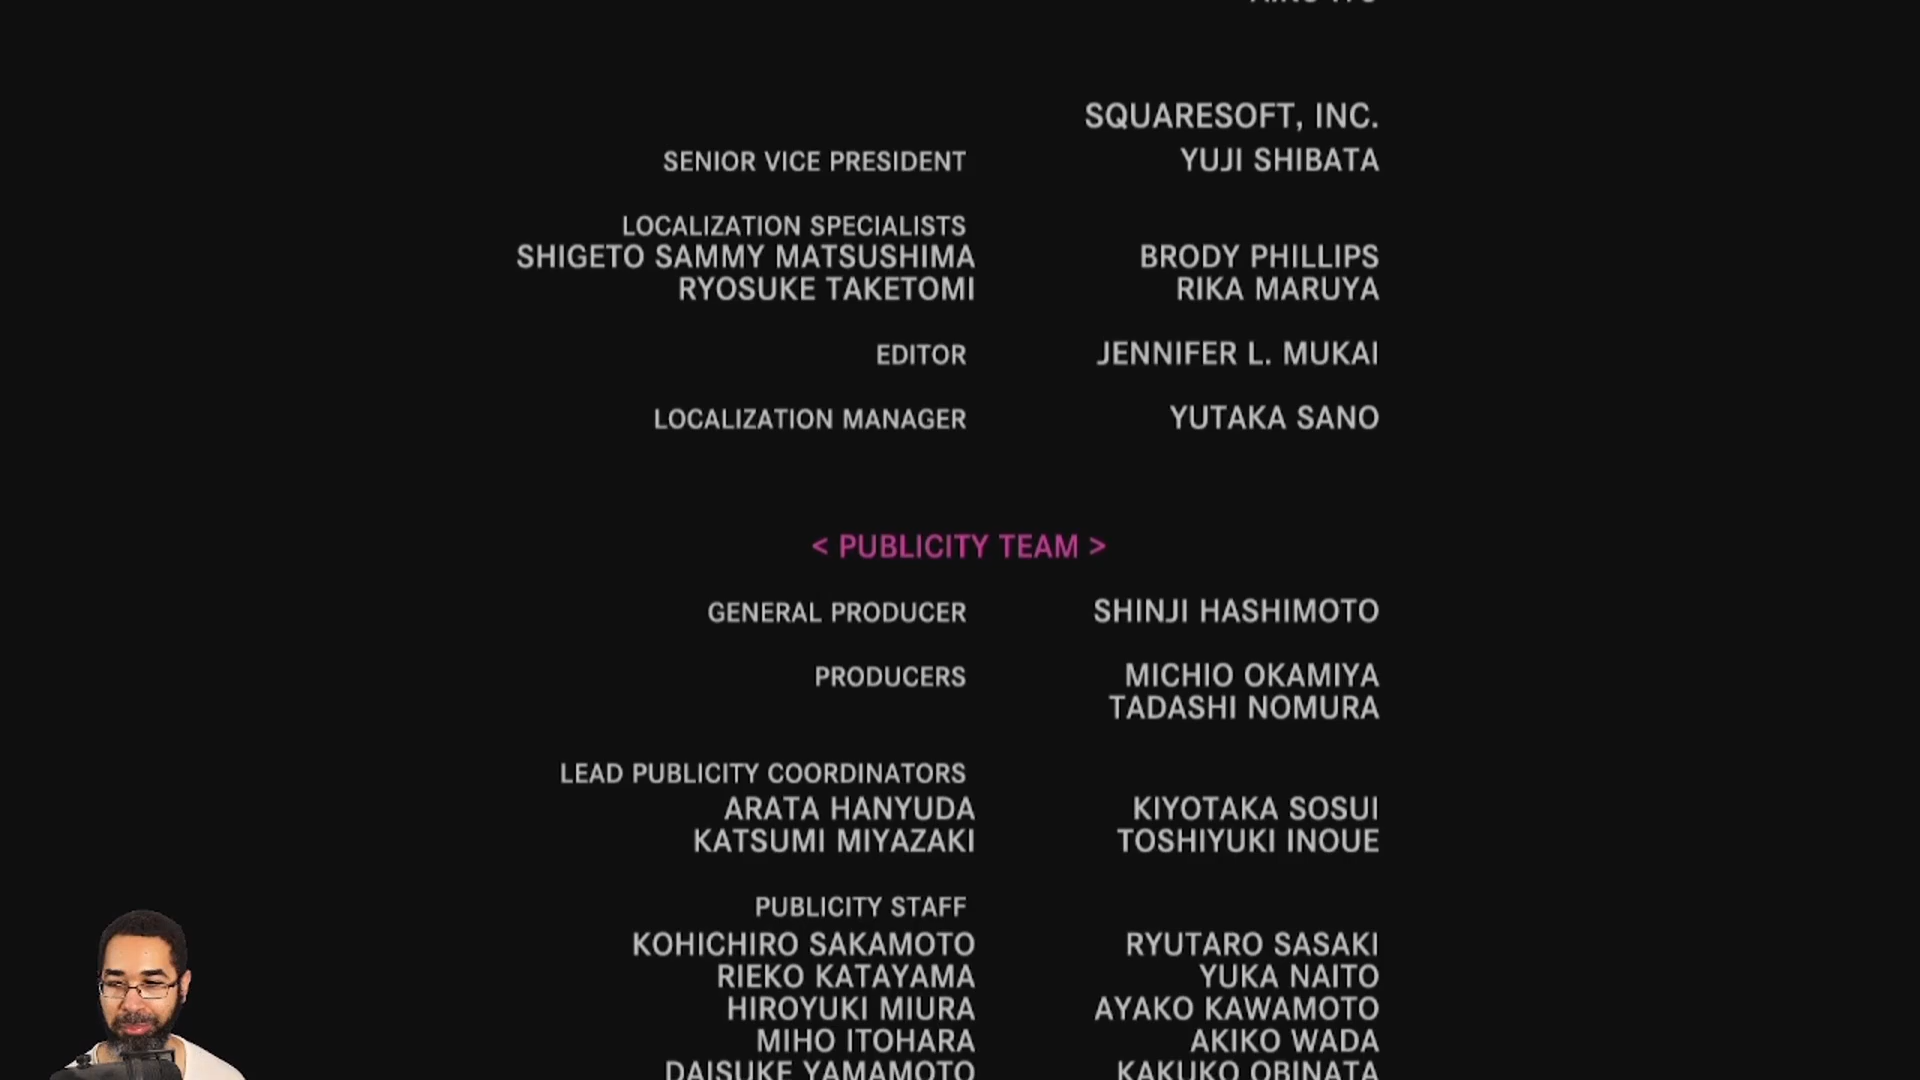 SQUARESOFT, INC.
SENIOR VICE PRESIDENT YUJI SHIBATA
LOCALIZATION SPECIALISTS
SHIGETO SAMMY MATSUSHIMA BRODY PHILLIPS
RYOSUKE TAKETOMI RIKA MARUYA
EDITOR JENNIFER L. MUKAI
LOCALIZATION MANAGER YUTAKA SANO
< PUBLICITY TEAM >
GENERAL PRODUCER SHINJI HASHIMOTO
PRODUCERS MICHIO OKAMIYA
TADASHI NOMURA
LEAD PUBLICITY COORDINATORS
ARATA HANYUDA KIYOTAKA SOSUI
KATSUMI MIYAZAKI TOSHIYUKI INOUE
PUBLICITY STAFF
KOHICHIRO SAKAMOTO RYUTARO SASAKI
RIEKO KATAYAMA YUKA NAITO
HIROYUKI MIURA AYAKO KAWAMOTO
MIHO ITOHARA AKIKO WADA
DAISUKE YAMAMOTO KAKUKO OBINATA